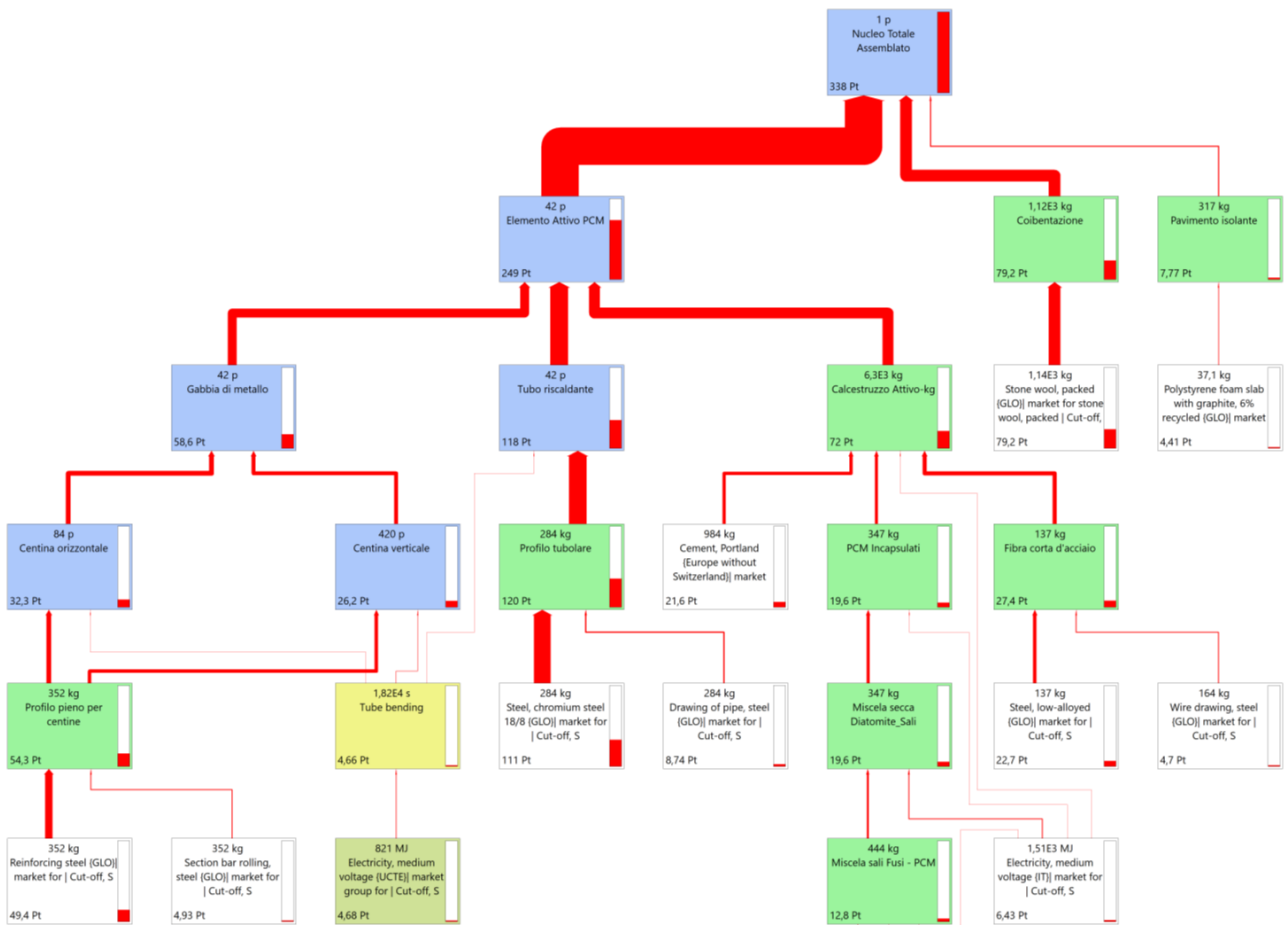 1 p
Nucleo Totale
Assemblato
338 Pt
42 p
Elemento Attivo PCM
249 Pt
1,12E3 kg
Coibentazione
79,2 Pt
317 kg
Pavimento isolante
7,77 Pt
42 p
Gabbia di metallo
58,6 Pt
42 p
Tubo riscaldante
118 Pt
6,3E3 kg
Calcestruzzo Attivo-kg
72 Pt
1,14E3 kg
Stone wool, packed
{GLO}| market for stone
wool, packed | Cut-off,
79,2 Pt
37,1 kg
Polystyrene foam slab
with graphite, 6%
recycled {GLO}| market
4,41 Pt
84 p
Centina orizzontale
32,3 Pt
420 p
Centina verticale
26,2 Pt
284 kg
Profilo tubolare
120 Pt
984 kg
Cement, Portland
{Europe without
Switzerland}| market
21,6 Pt
347 kg
PCM Incapsulati
19,6 Pt
137 kg
Fibra corta d'acciaio
27,4 Pt
352 kg
Profilo pieno per
centine
54,3 Pt
1,82E4 s
Tube bending
4,66 Pt
284 kg
Steel, chromium steel
18/8 {GLO}| market for
| Cut-off, S
111 Pt
284 kg
Drawing of pipe, steel
{GLO}| market for |
Cut-off, S
8,74 Pt
347 kg
Miscela secca
Diatomite_Sali
19,6 Pt
137 kg
Steel, low-alloyed
{GLO}| market for |
Cut-off, S
22,7 Pt
164 kg
Wire drawing, steel
{GLO}| market for |
Cut-off, S
4,7 Pt
352 kg
Reinforcing steel {GLO}|
market for | Cut-off, S
49,4 Pt
352 kg
Section bar rolling,
steel {GLO}| market for
| Cut-off, S
4,93 Pt
821 MJ
Electricity, medium
voltage {UCTE}| market
group for | Cut-off, S
4,68 Pt
444 kg
Miscela sali Fusi - PCM
12,8 Pt
1,51E3 MJ
Electricity, medium
voltage {IT}| market for
| Cut-off, S
6,43 Pt